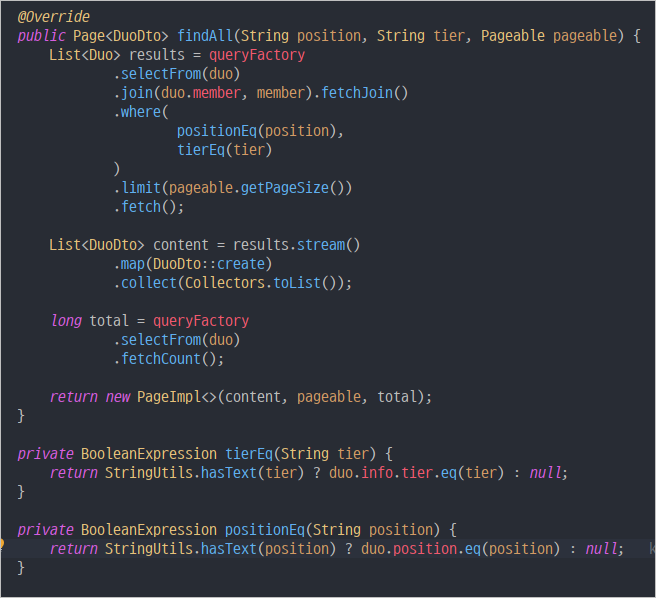 @Override
public Page<DuoDto> findAll(String position, String tier, Pageable pageable) {
    List<Duo> results = queryFactory
            .selectFrom(duo)
            .join(duo.member, member).fetchJoin()
            .where(
                    positionEq(position),
                    tierEq(tier)
            )
            .limit(pageable.getPageSize())
            .fetch();

    List<DuoDto> content = results.stream()
            .map(DuoDto::create)
            .collect(Collectors.toList());

    long total = queryFactory
            .selectFrom(duo)
            .fetchCount();

    return new PageImpl<>(content, pageable, total);
}

private BooleanExpression tierEq(String tier) {
    return StringUtils.hasText(tier) ? duo.info.tier.eq(tier) : null;
}

private BooleanExpression positionEq(String position) {
    return StringUtils.hasText(position) ? duo.position.eq(position) : null;
}